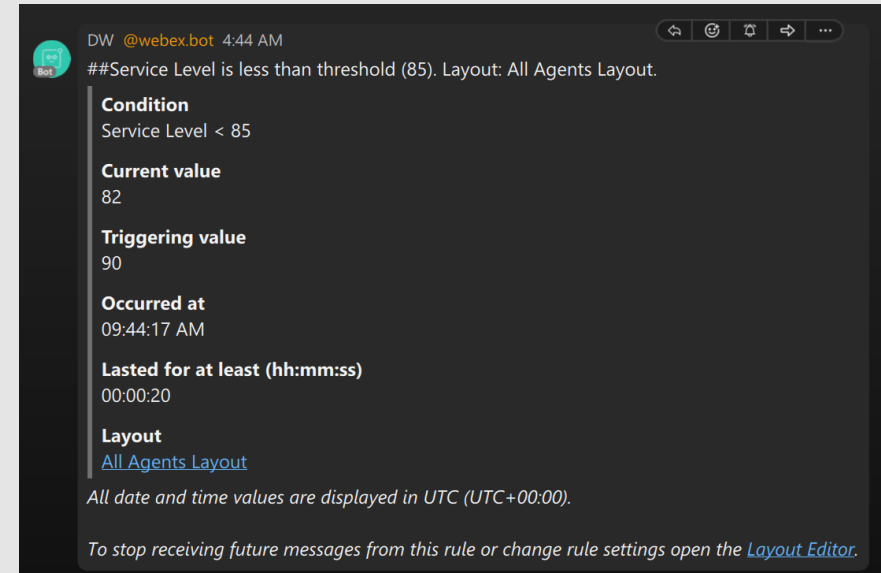 DW @webex.bot 4:44 AM
Bot
##Service Level is less than threshold (85). Layout: All Agents Layout.
Condition
Service Level < 85
Current value
82
Triggering value
90
Occurred at
09:44:17 AM
Lasted for at least (hh:mm:ss)
00:00:20
Layout
All Agents Layout
All date and time values are displayed in UTC (UTC+00:00).
To stop receiving future messages from this rule or change rule settings open the Layout Editor.